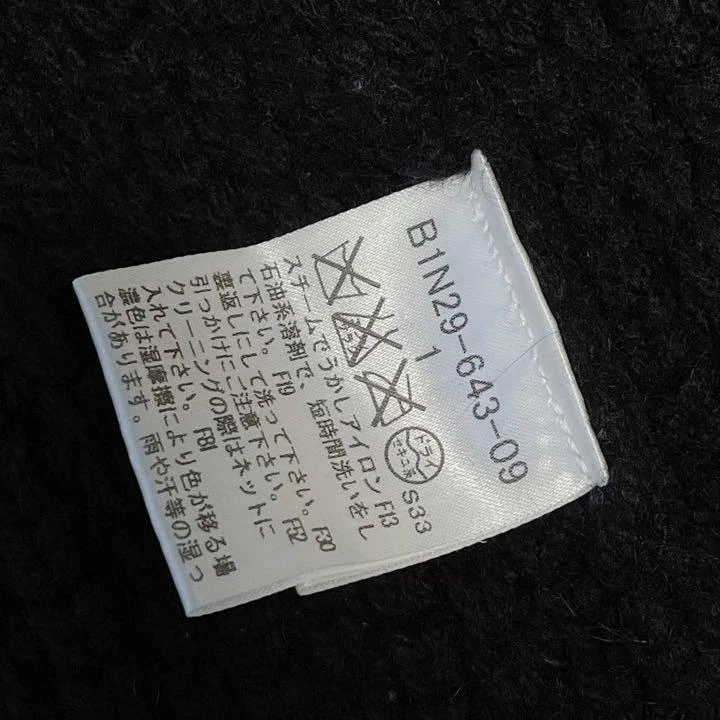 B1N29-643-09
1
ドライ
セキユ系
S33
スチームでうかしアイロン F13
石油系溶剤で、短時間洗いをし
て下さい。 F19
裏返しにして洗って下さい。 F30
引っかけにご注意下さい。 F52
クリーニングの際はネットに
入れて下さい。 F81
濃色は湿摩擦により色が移る場
合があります。雨や汗等の湿っ